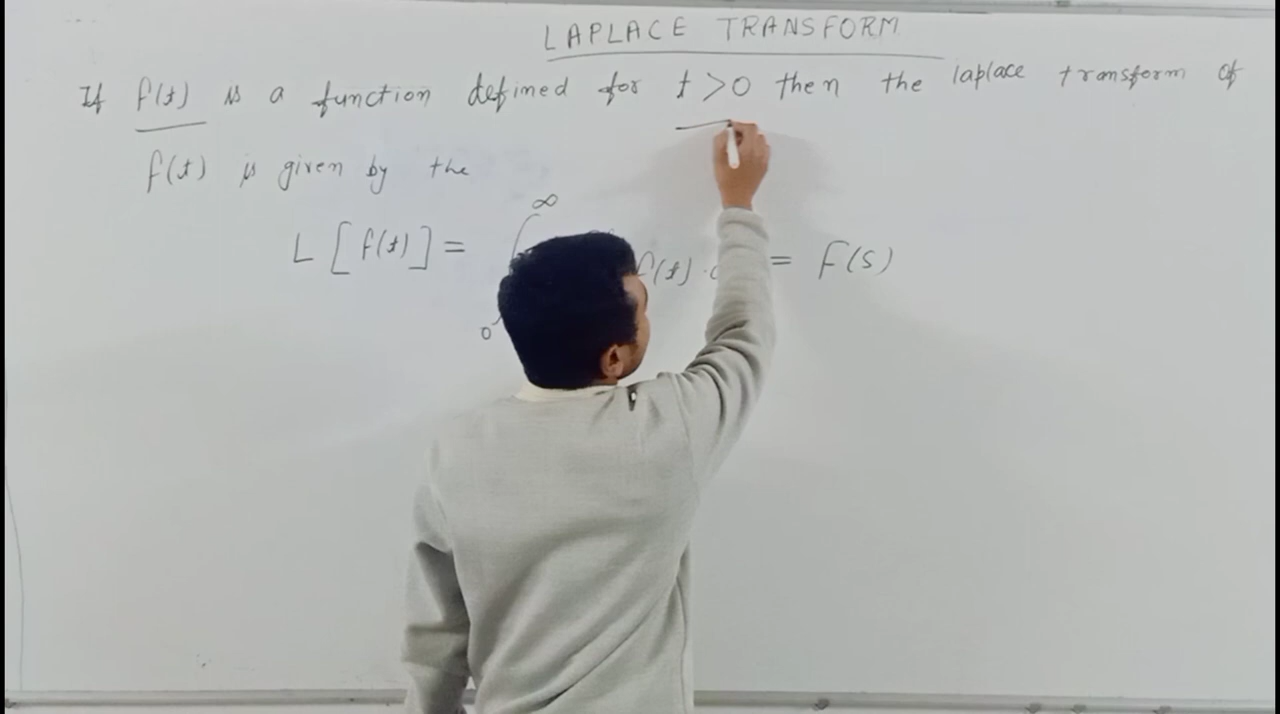 LAPLACE TRANSFORM
If f(t) is a function defined for t > 0 then the laplace transform of
f(t) is given by the
L [f(t)] = ∫ 0 ∞ f(t) · = F(s)